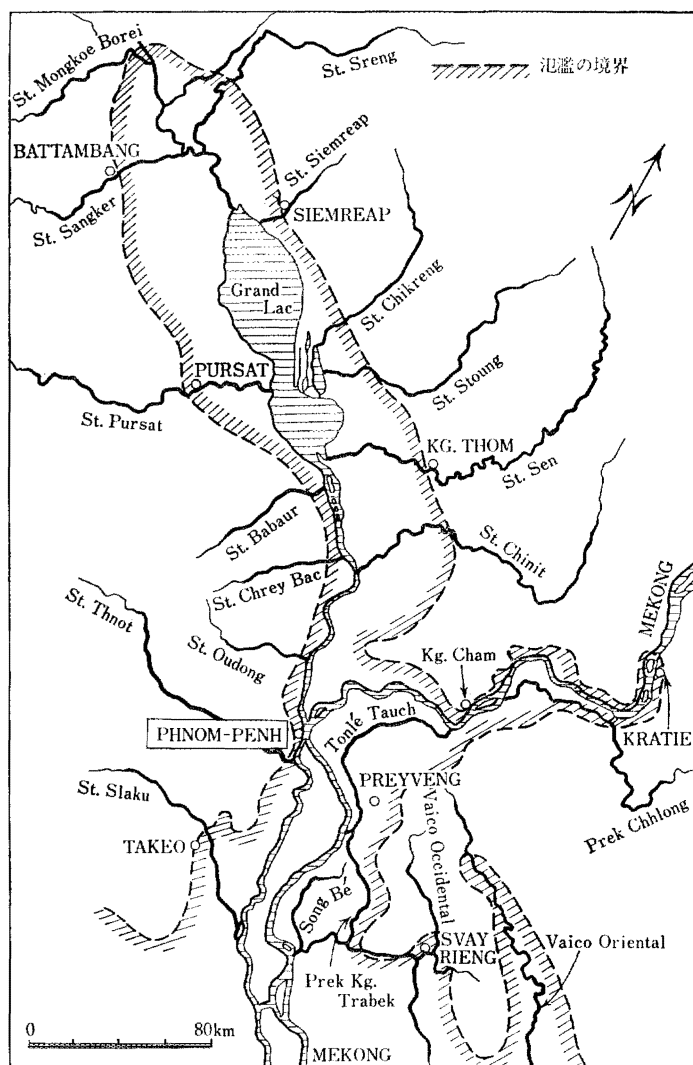 St. Mongkoe Borei
St. Sreng
氾濫の境界
BATTAMBANG
St. Sangker
St. Siemreap
SIEMREAP
N
Grand
Lac
St. Chikreng
PURSAT
St. Pursat
St. Stoung
KG. THOM
St. Sen
St. Babaur
St. Chinit
St. Chrey Bac
St. Thnot
St. Oudong
MEKONG
Kg. Cham
Tonlé Tauch
PHNOM-PENH
KRATIE
St. Slaku
PREYVENG
Prek Chhlong
TAKEO
Vaico Occidental
Song Bé
SVAY
RIENG
Vaico Oriental
Prek Kg.
Trabek
0 80km
MEKONG